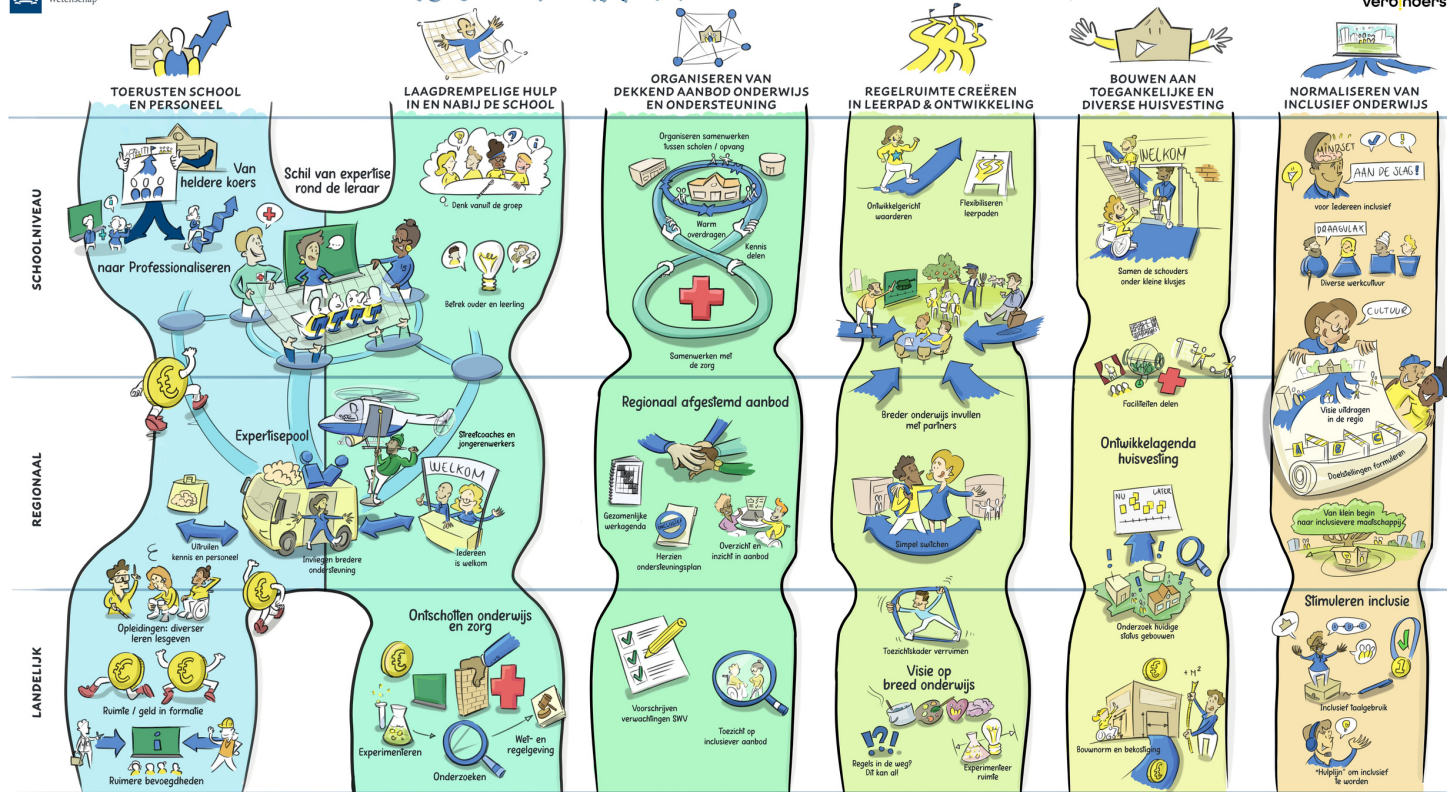 Wetenschap
TOERUSTEN SCHOOL
EN PERSONEEL
LAAGDREMPELIGE HULP
IN EN NABIJ DE SCHOOL
ORGANISEREN VAN
DEKKEND AANBOD ONDERWIJS
EN ONDERSTEUNING
REGELRUIMTE CREËREN
IN LEERPAD & ONTWIKKELING
BOUWEN AAN
TOEGANKELIJKE EN
DIVERSE HUISVESTING
NORMALISEREN VAN
INCLUSIEF ONDERWIJS
SCHOOLNIVEAU
Van
heldere koers
naar Professionaliseren
Schil van expertise
rond de leraar
Denk vanuit de groep
Betrek ouder en leerling
Organiseren samenwerken
tussen scholen / opvang
Warm
overdragen
Kennis
delen
Samenwerken met
de zorg
Ontwikkelgericht
waarderen
Flexibiliseren
leerpaden
WELKOM
Samen de schouders
onder kleine klusjes
MINDSET
AAN DE SLAG!
voor iedereen inclusief
DRAAGVLAK
Diverse werkcultuur
CULTUUR
REGIONAAL
Expertisepool
Streetcoaches en
jongerenwerkers
WELKOM
Uitruilen
kennis en personeel
Invliegen bredere
ondersteuning
Iedereen
is welkom
Regionaal afgestemd aanbod
Gezamenlijke
werkagenda
INCLUSIEF
Herzien
ondersteuningsplan
Overzicht en
inzicht in aanbod
Breder onderwijs invullen
met partners
Simpel switchen
Faciliteiten delen
Ontwikkelagenda
huisvesting
NU
LATER
Visie uitdragen
in de regio
A
B
C
Doelstellingen formuleren
Van klein begin
naar inclusievere maatschappij
LANDELIJK
Opleidingen: diverser
leren lesgeven
Ruimte / geld in formatie
Ruimere bevoegdheden
Ontschotten onderwijs
en zorg
Experimenteren
Wet- en
regelgeving
Onderzoeken
Voorschrijven
verwachtingen SWV
Toezicht op
inclusiever aanbod
Toezichtskader verruimen
Visie op
breed onderwijs
Regels in de weg?
Dit kan al!
Experimenteer
ruimte
Onderzoek huidige
status gebouwen
+ M²
Bouwnorm en bekostiging
Stimuleren inclusie
Inclusief taalgebruik
"Hulplijn" om inclusief
te worden